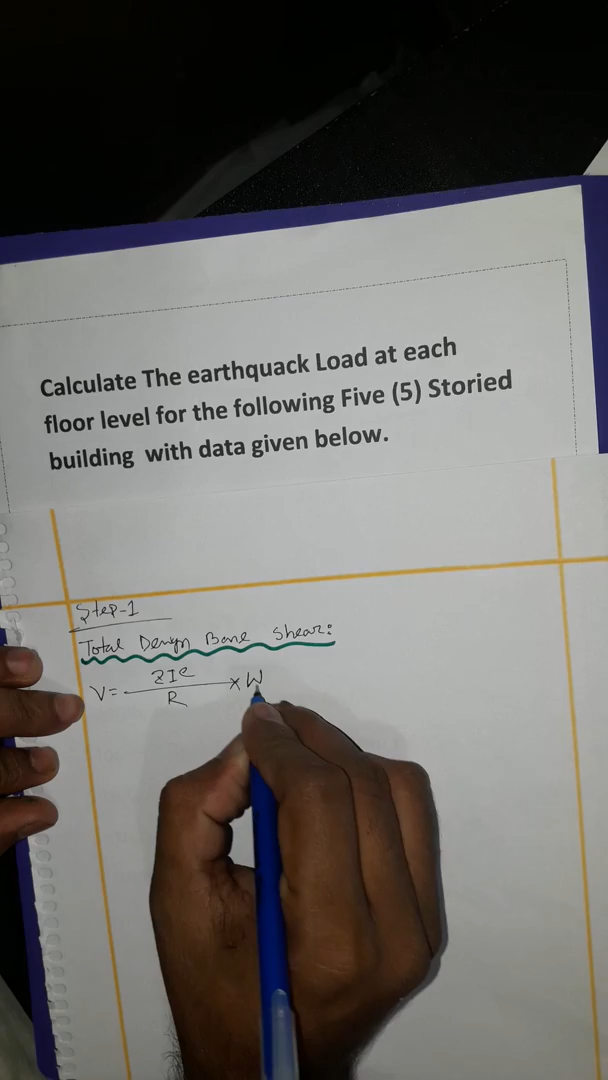 Calculate The earthquack Load at each
floor level for the following Five (5) Storied
building with data given below.
Step-1
Total Design Base Shear:
V = ZIC / R × W